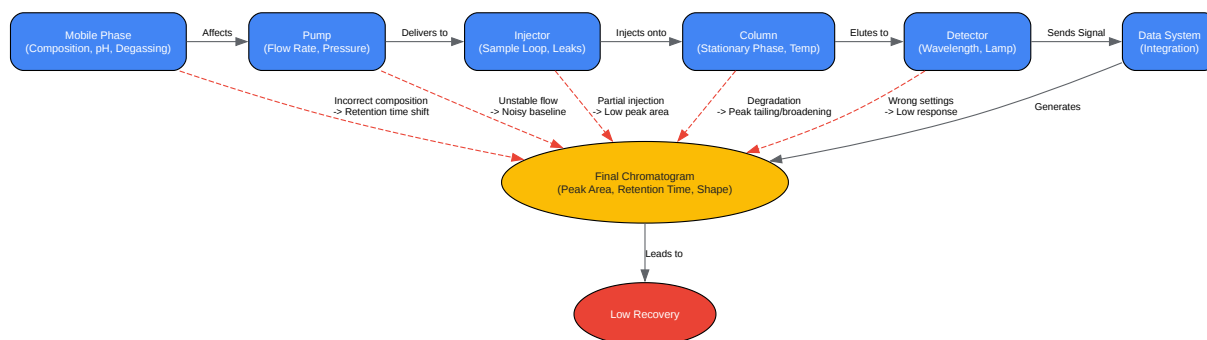 Mobile Phase
(Composition, pH, Degassing)
Affects
Pump
(Flow Rate, Pressure)
Delivers to
Injector
(Sample Loop, Leaks)
Injects onto
Column
(Stationary Phase, Temp)
Elutes to
Detector
(Wavelength, Lamp)
Sends Signal
Data System
(Integration)
Incorrect composition
-> Retention time shift
Unstable flow
-> Noisy baseline
Partial injection
-> Low peak area
Degradation
-> Peak tailing/broadening
Wrong settings
-> Low response
Generates
Final Chromatogram
(Peak Area, Retention Time, Shape)
Leads to
Low Recovery